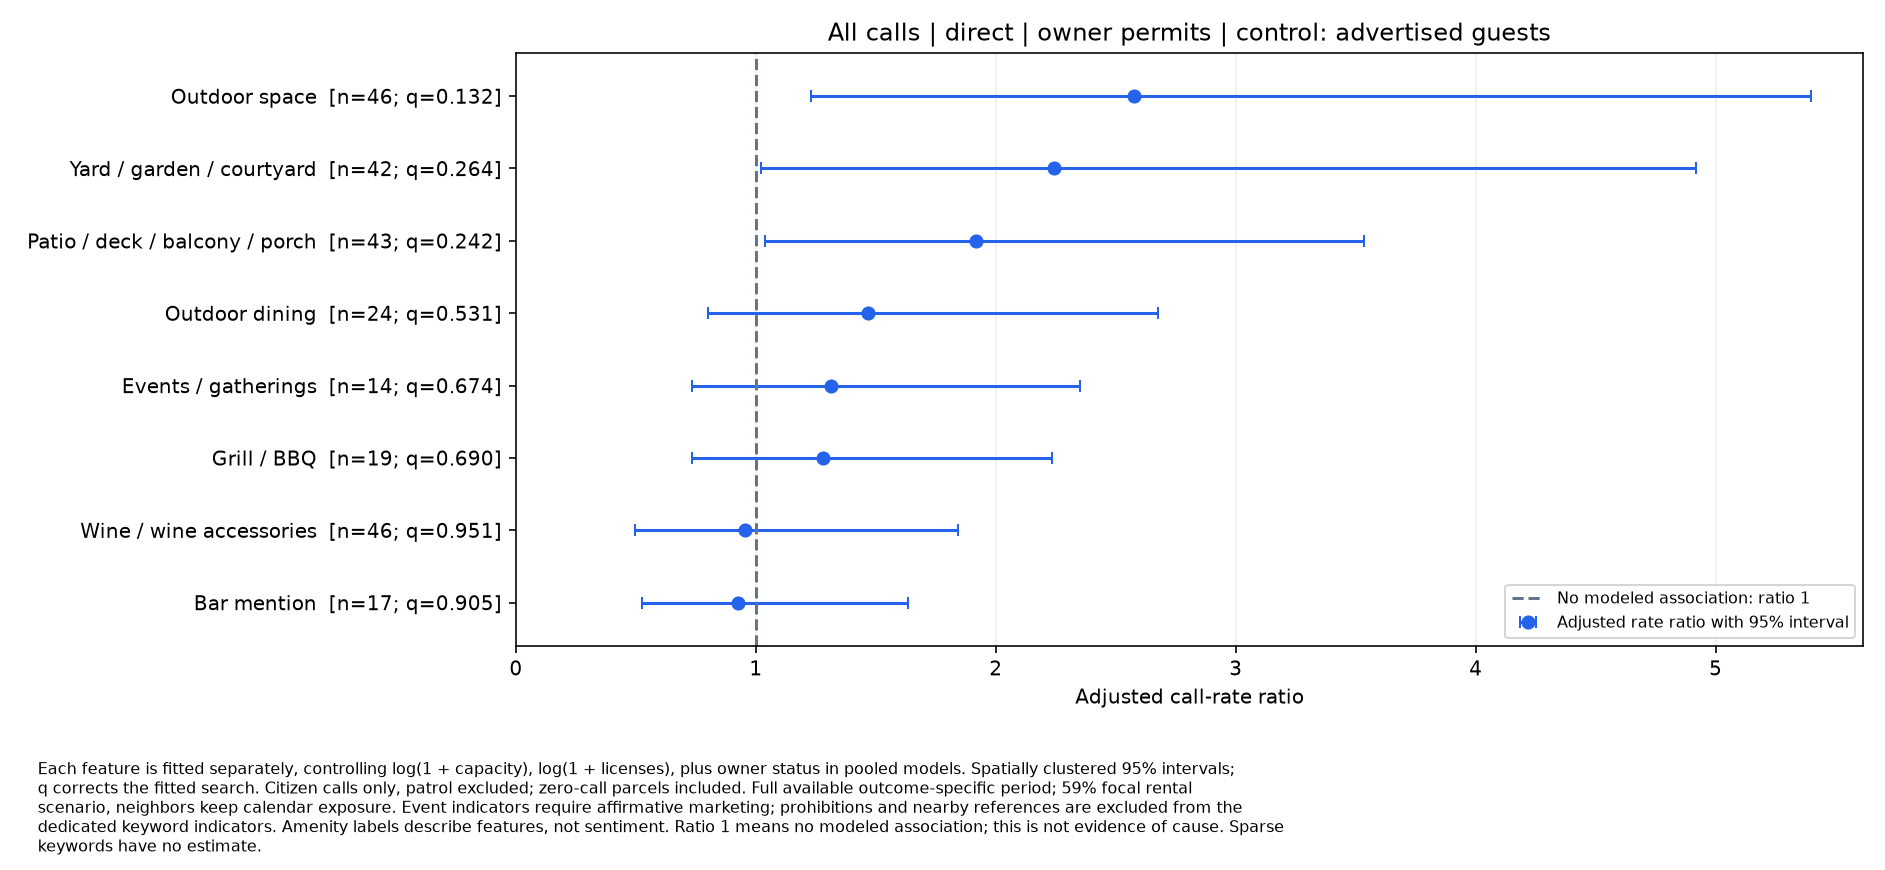 All calls | direct | owner permits | control: advertised guests
Outdoor space [n=46; q=0.132]
Yard / garden / courtyard [n=42; q=0.264]
Patio / deck / balcony / porch [n=43; q=0.242]
Outdoor dining [n=24; q=0.531]
Events / gatherings [n=14; q=0.674]
Grill / BBQ [n=19; q=0.690]
Wine / wine accessories [n=46; q=0.951]
Bar mention [n=17; q=0.905]
No modeled association: ratio 1
Adjusted rate ratio with 95% interval
0 1 2 3 4 5
Adjusted call-rate ratio
Each feature is fitted separately, controlling log(1 + capacity), log(1 + licenses), plus owner status in pooled models. Spatially clustered 95% intervals;
q corrects the fitted search. Citizen calls only, patrol excluded; zero-call parcels included. Full available outcome-specific period; 59% focal rental
scenario, neighbors keep calendar exposure. Event indicators require affirmative marketing; prohibitions and nearby references are excluded from the
dedicated keyword indicators. Amenity labels describe features, not sentiment. Ratio 1 means no modeled association; this is not evidence of cause. Sparse
keywords have no estimate.